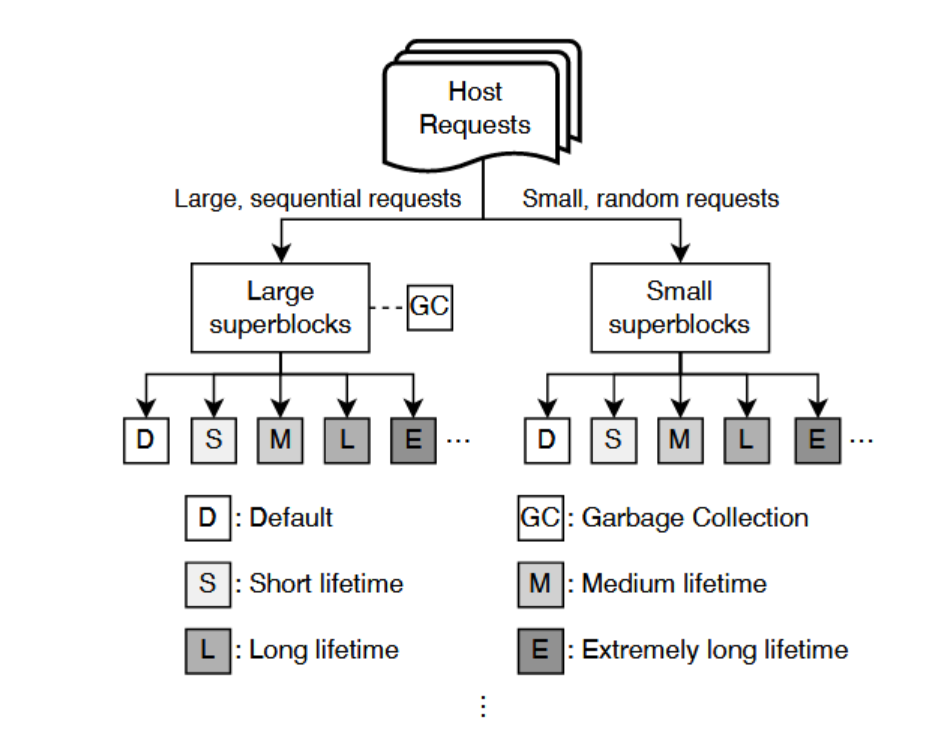 Host
Requests
Large, sequential requests
Small, random requests
Large
superblocks
GC
Small
superblocks
D S M L E ...
D S M L E ...
D : Default
GC : Garbage Collection
S : Short lifetime
M : Medium lifetime
L : Long lifetime
E : Extremely long lifetime
⋮